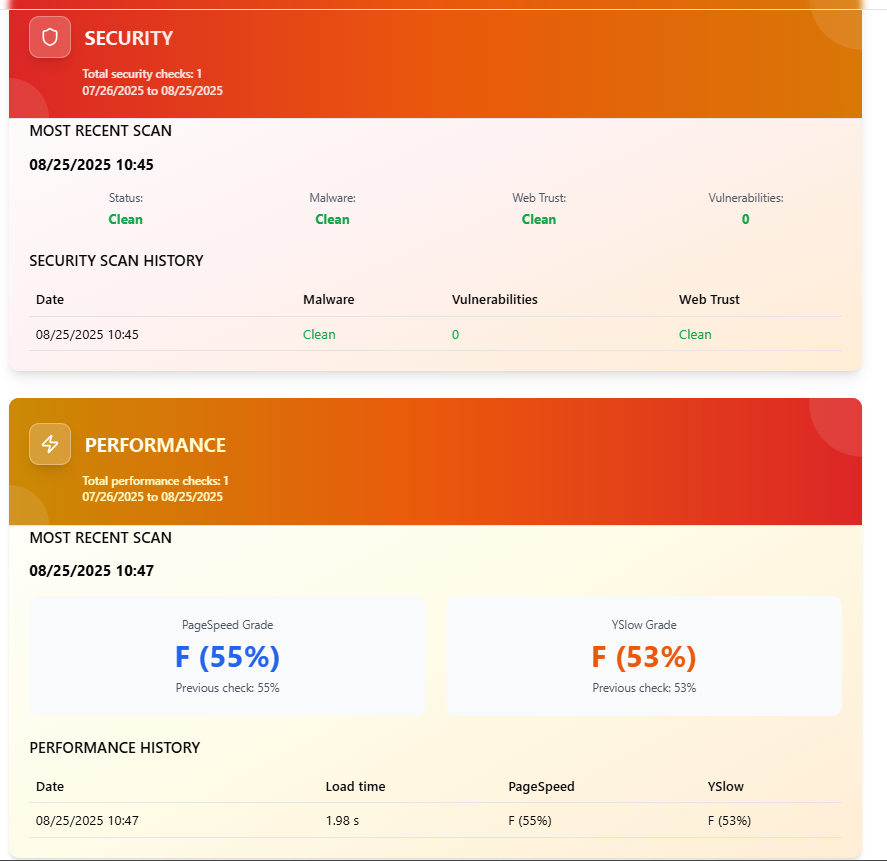 SECURITY
Total security checks: 1
07/26/2025 to 08/25/2025
MOST RECENT SCAN
08/25/2025 10:45
Status: Malware: Web Trust: Vulnerabilities:
Clean Clean Clean 0
SECURITY SCAN HISTORY
Date Malware Vulnerabilities Web Trust
08/25/2025 10:45 Clean 0 Clean
PERFORMANCE
Total performance checks: 1
07/26/2025 to 08/25/2025
MOST RECENT SCAN
08/25/2025 10:47
PageSpeed Grade YSlow Grade
F (55%) F (53%)
Previous check: 55% Previous check: 53%
PERFORMANCE HISTORY
Date Load time PageSpeed YSlow
08/25/2025 10:47 1.98 s F (55%) F (53%)